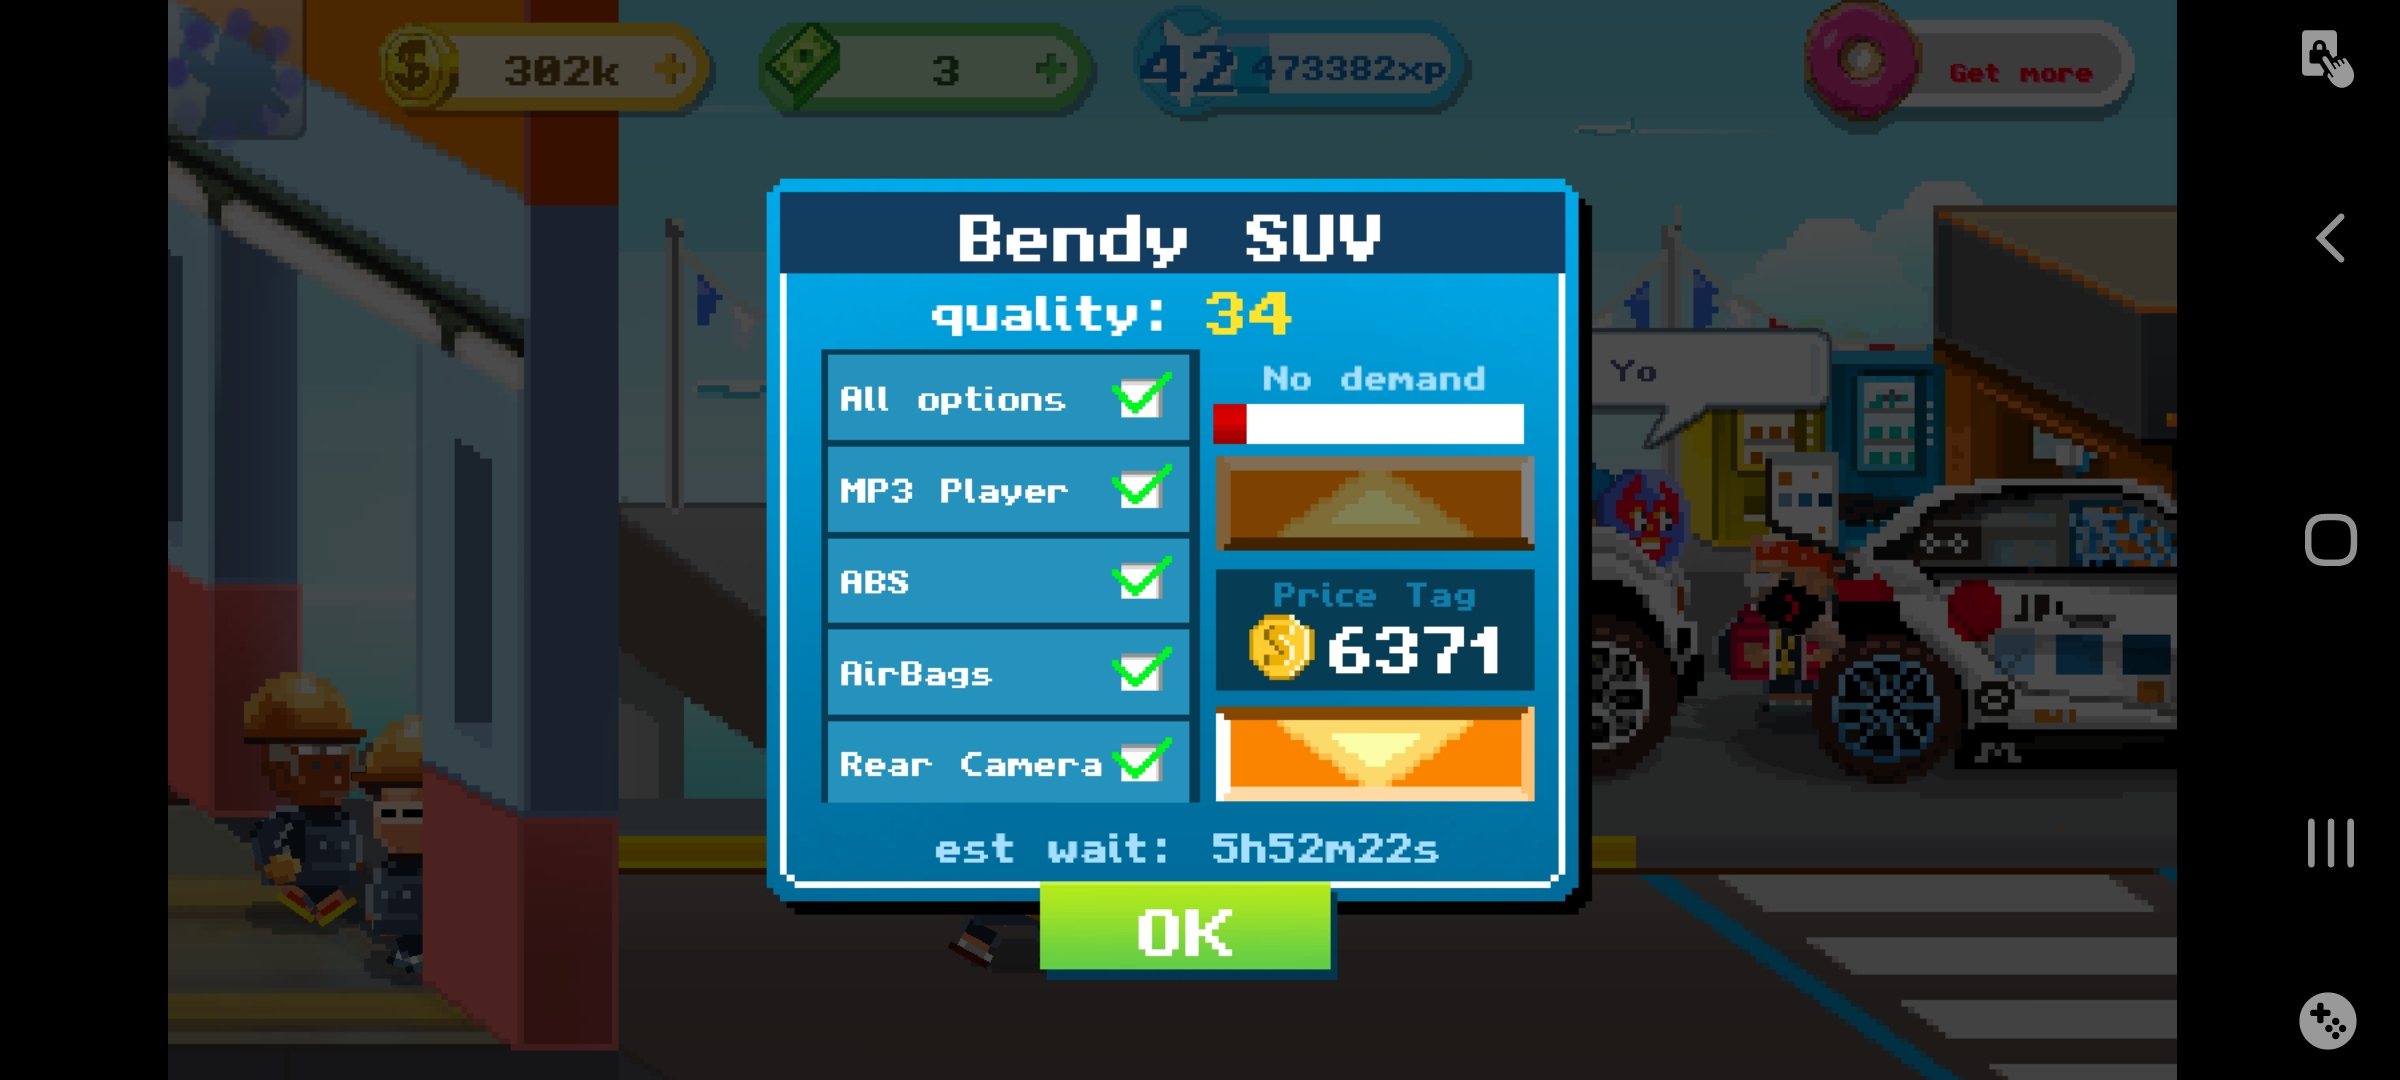 302k
3
42
473382xp
Get more
Bendy SUV
quality: 34
All options
MP3 Player
ABS
AirBags
Rear Camera
No demand
Price Tag
6371
est wait: 5h52m22s
OK
Yo